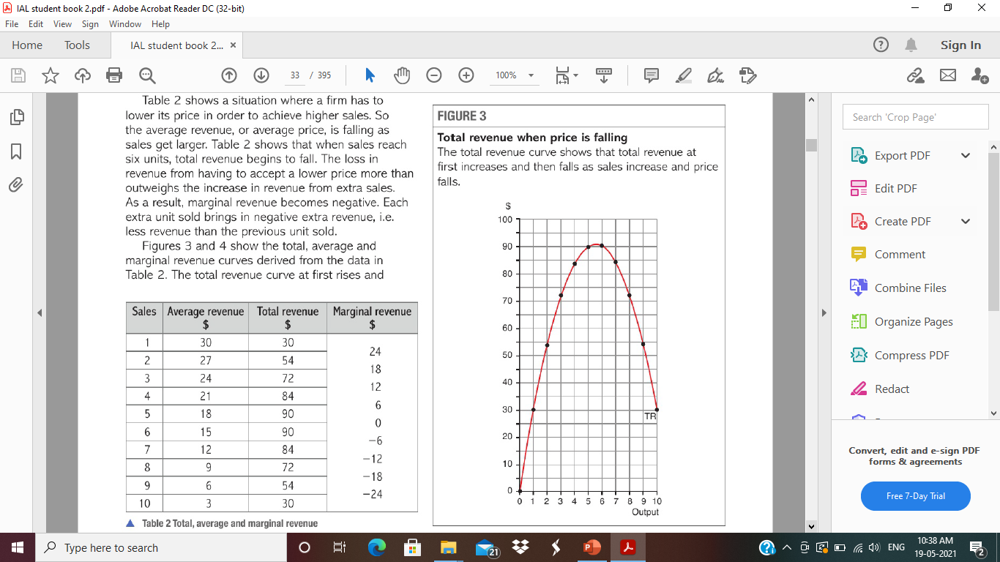 IAL student book 2.pdf - Adobe Acrobat Reader DC (32-bit)
File Edit View Sign Window Help
Home Tools IAL student book 2... × Sign In
33 / 395 100%
Table 2 shows a situation where a firm has to
lower its price in order to achieve higher sales. So
the average revenue, or average price, is falling as
sales get larger. Table 2 shows that when sales reach
six units, total revenue begins to fall. The loss in
revenue from having to accept a lower price more than
outweighs the increase in revenue from extra sales.
As a result, marginal revenue becomes negative. Each
extra unit sold brings in negative extra revenue, i.e.
less revenue than the previous unit sold.
Figures 3 and 4 show the total, average and
marginal revenue curves derived from the data in
Table 2. The total revenue curve at first rises and
Sales Average revenue Total revenue Marginal revenue
$ $ $
1 30 30
24
2 27 54
18
3 24 72
12
4 21 84
6
5 18 90
0
6 15 90
−6
7 12 84
−12
8 9 72
−18
9 6 54
−24
10 3 30
Table 2 Total, average and marginal revenue
FIGURE 3
Total revenue when price is falling
The total revenue curve shows that total revenue at
first increases and then falls as sales increase and price
falls.
$
100
90
80
70
60
50
40
30
TR
20
10
0
0 1 2 3 4 5 6 7 8 9 10
Output
Search 'Crop Page'
Export PDF
Edit PDF
Create PDF
Comment
Combine Files
Organize Pages
Compress PDF
Redact
Convert, edit and e-sign PDF
forms & agreements
Free 7-Day Trial
Type here to search
21
ENG
10:38 AM
19-05-2021
2